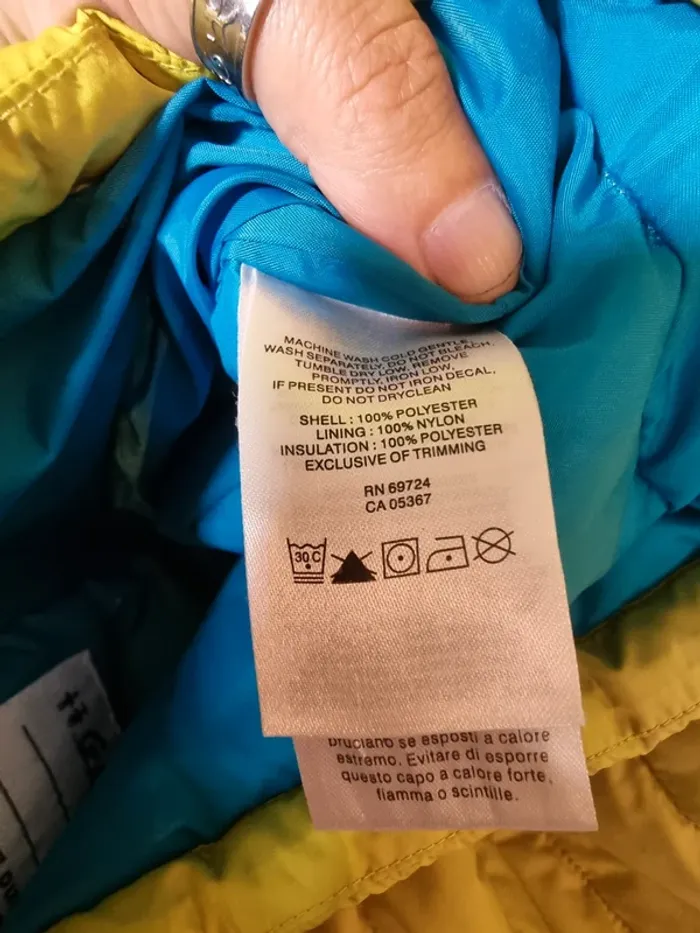 MACHINE WASH COLD GENTLE,
WASH SEPARATELY, DO NOT BLEACH,
TUMBLE DRY LOW, REMOVE
PROMPTLY, IRON LOW,
IF PRESENT DO NOT IRON DECAL,
DO NOT DRYCLEAN
SHELL : 100% POLYESTER
LINING : 100% NYLON
INSULATION : 100% POLYESTER
EXCLUSIVE OF TRIMMING
RN 69724
CA 05367
30 C
bruciano se esposti a calore
estremo. Evitare di esporre
questo capo a calore forte,
fiamma o scintille.